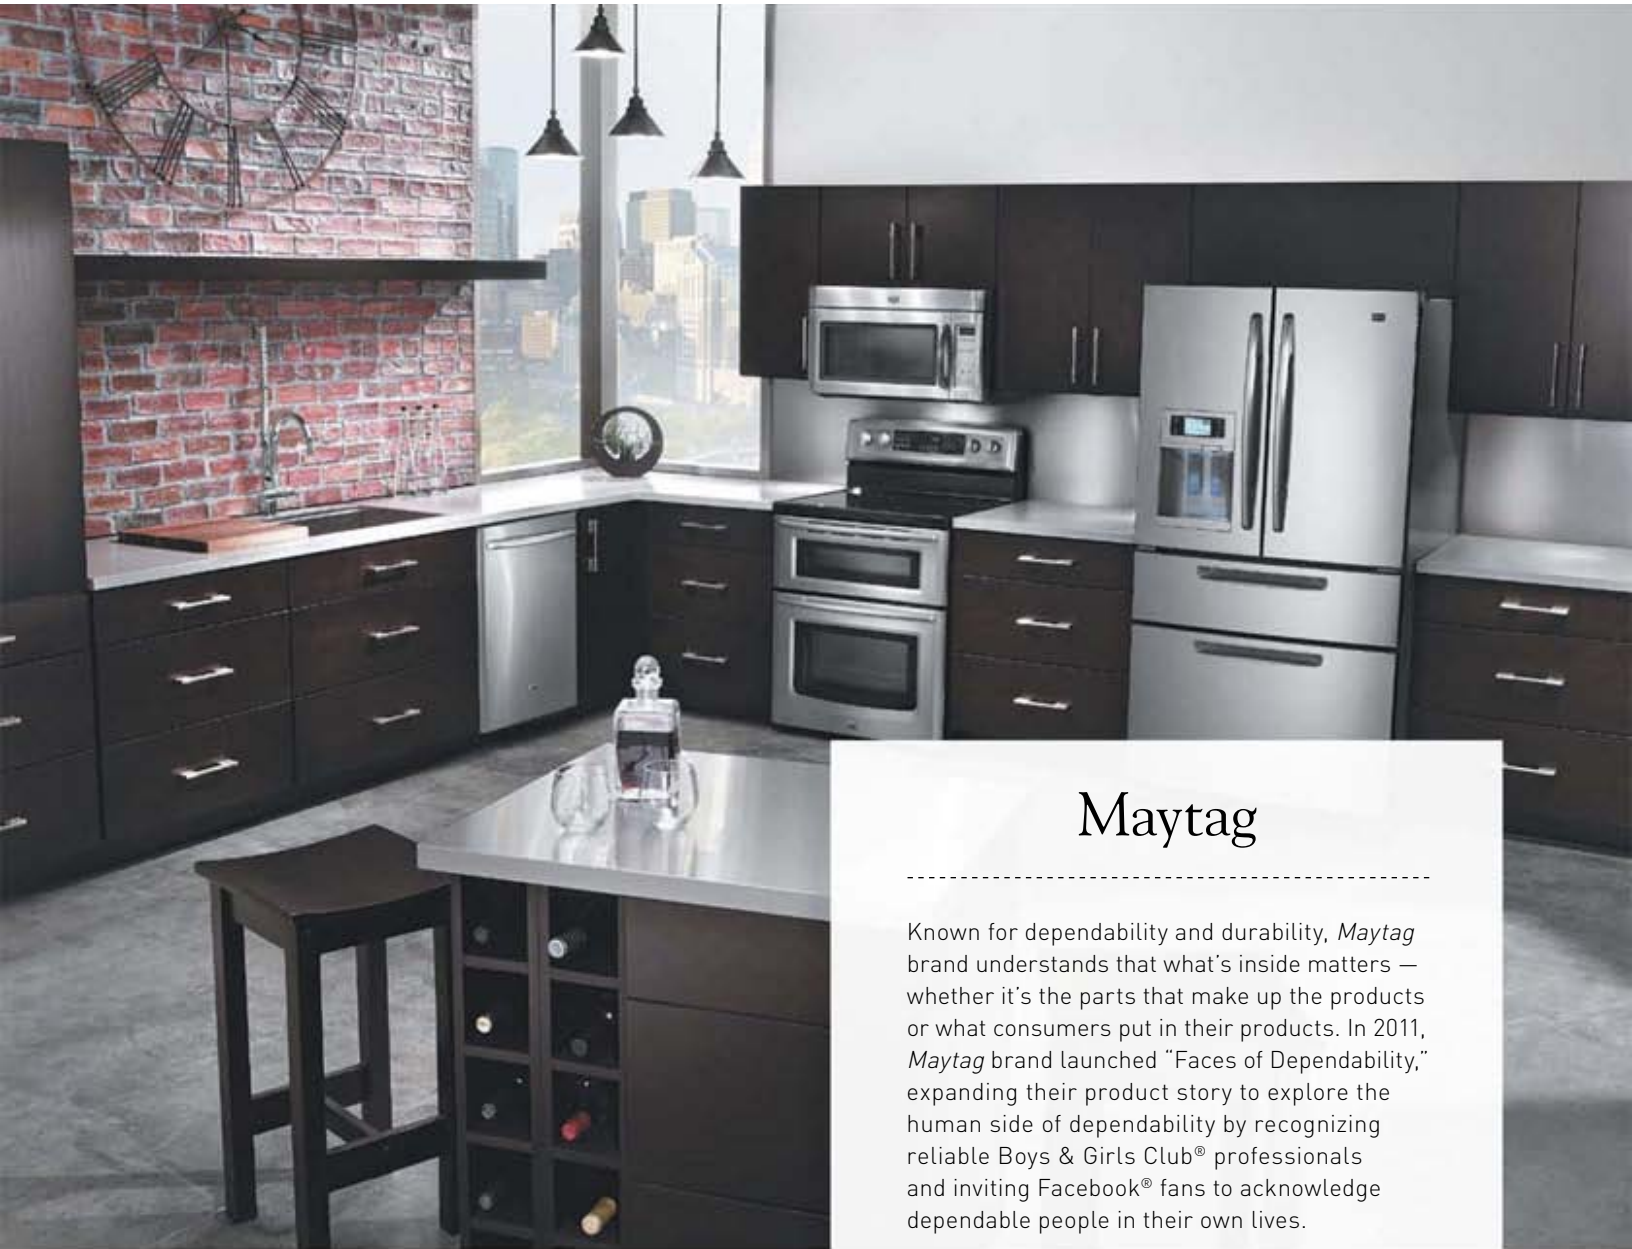 Maytag
Known for dependability and durability, Maytag
brand understands that what’s inside matters —
whether it’s the parts that make up the products
or what consumers put in their products. In 2011,
Maytag brand launched “Faces of Dependability,”
expanding their product story to explore the
human side of dependability by recognizing
reliable Boys & Girls Club® professionals
and inviting Facebook® fans to acknowledge
dependable people in their own lives.